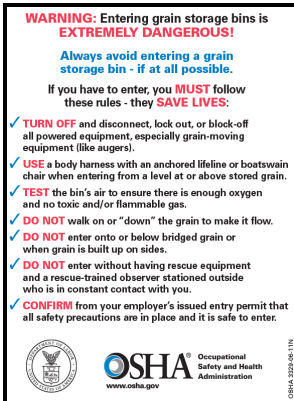 WARNING: Entering grain storage bins is
EXTREMELY DANGEROUS!
Always avoid entering a grain
storage bin - if at all possible.
If you have to enter, you MUST follow
these rules - they SAVE LIVES:
✓ TURN OFF and disconnect, lock out, or block-off
all powered equipment, especially grain-moving
equipment (like augers).
✓ USE a body harness with an anchored lifeline or boatswain
chair when entering from a level at or above stored grain.
✓ TEST the bin's air to ensure there is enough oxygen
and no toxic and/or flammable gas.
✓ DO NOT walk on or “down” the grain to make it flow.
✓ DO NOT enter onto or below bridged grain or
when grain is built up on sides.
✓ DO NOT enter without having rescue equipment
and a rescue-trained observer stationed outside
who is in constant contact with you.
✓ CONFIRM from your employer's issued entry permit that
all safety precautions are in place and it is safe to enter.
OSHA®
Occupational
Safety and Health
Administration
www.osha.gov
OSHA 3329-06-11N